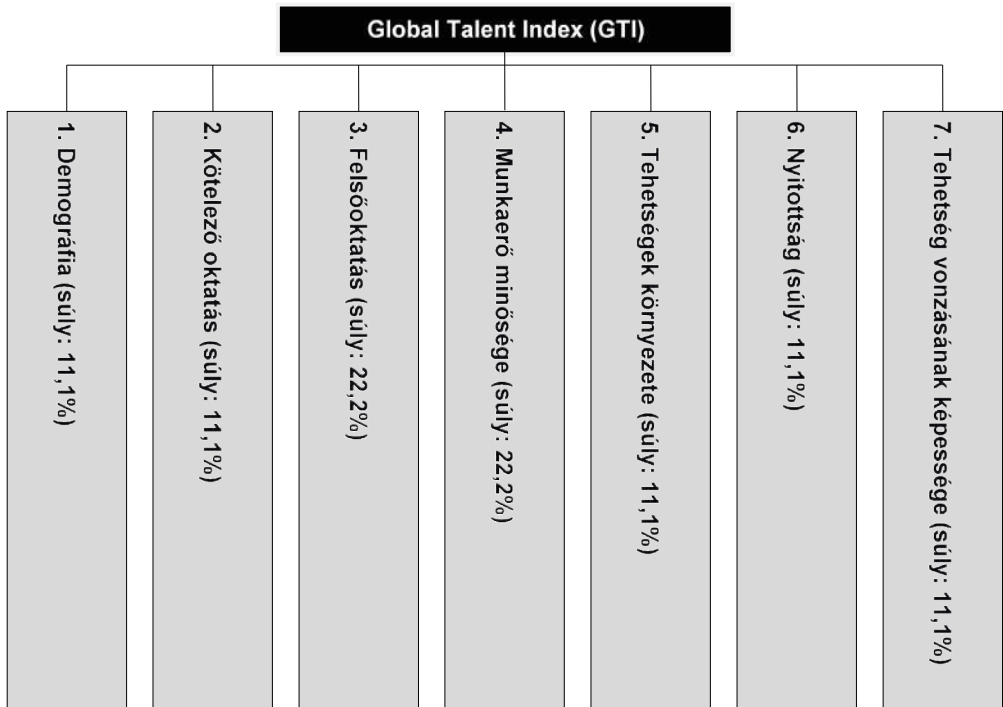 Global Talent Index (GTI)
1. Demográfia (súly: 11,1%)
2. Kötelező oktatás (súly: 11,1%)
3. Felsőoktatás (súly: 22,2%)
4. Munkaerő minősége (súly: 22,2%)
5. Tehetségek környezete (súly: 11,1%)
6. Nyitottság (súly: 11,1%)
7. Tehetség vonzásának képessége (súly: 11,1%)